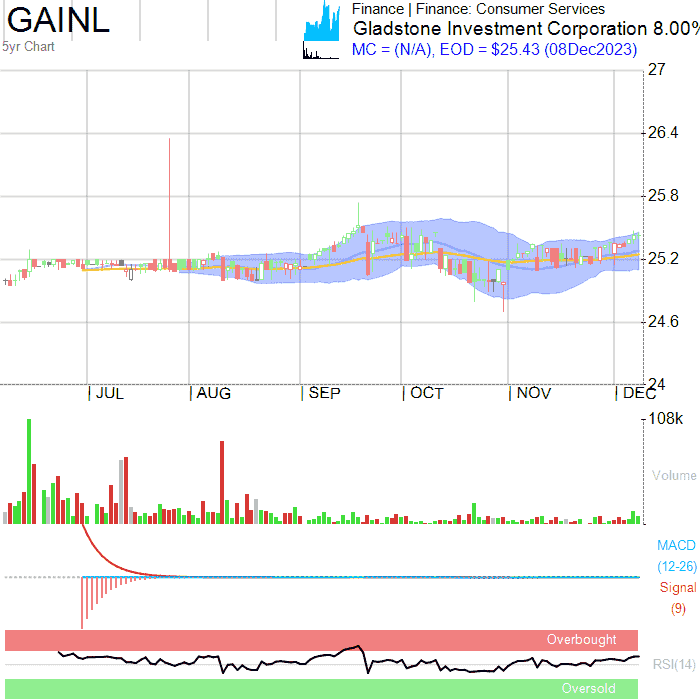 GAINL
5yr Chart
Finance | Finance: Consumer Services
Gladstone Investment Corporation 8.00%
MC = (N/A), EOD = $25.43 (08Dec2023)
27
26.4
25.8
25.2
24.6
24
JUL AUG SEP OCT NOV DEC
108k
Volume
MACD
(12-26)
Signal
(9)
Overbought
RSI(14)
Oversold